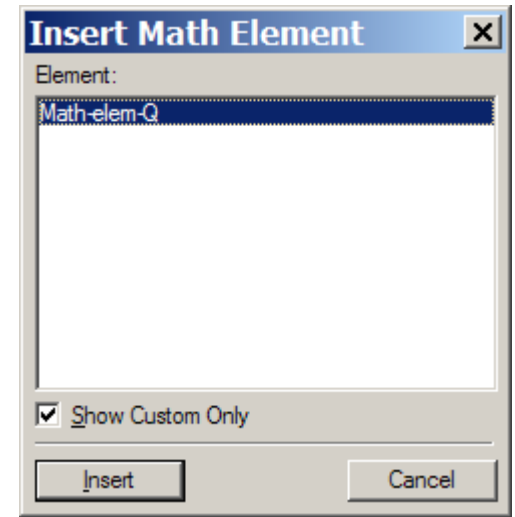 Insert Math Element
Element:
Math-elem-Q
Show Custom Only
Insert
Cancel